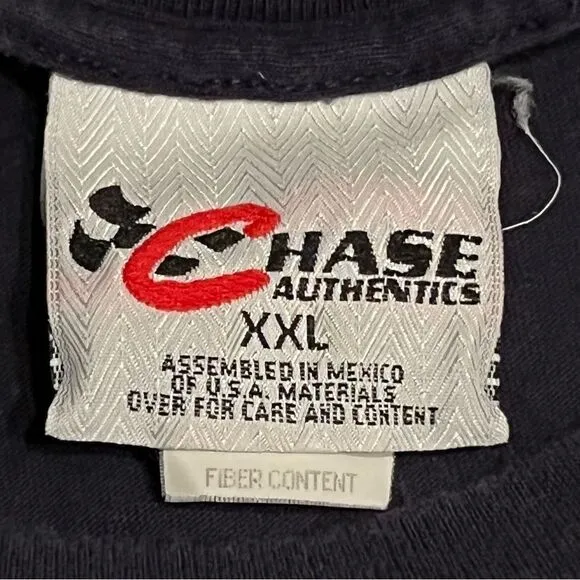 CHASE
AUTHENTICS
XXL
ASSEMBLED IN MEXICO
OF U.S.A. MATERIALS
OVER FOR CARE AND CONTENT
FIBER CONTENT